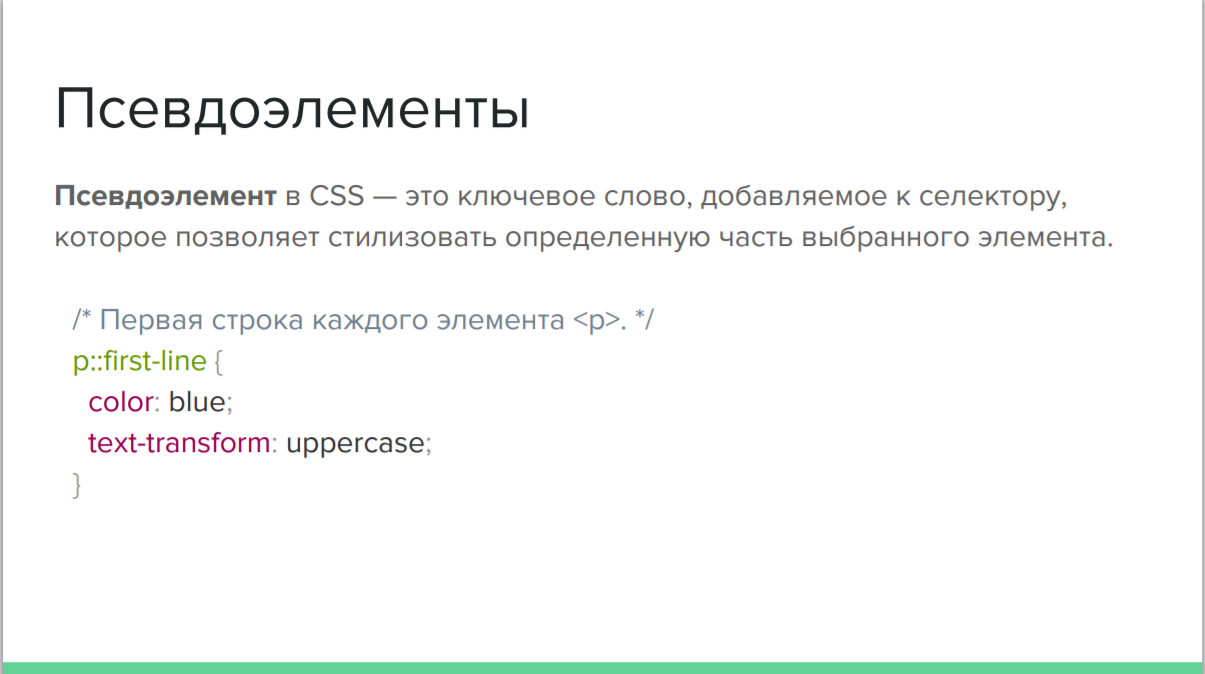 Псевдоэлементы
Псевдоэлемент в CSS — это ключевое слово, добавляемое к селектору,
которое позволяет стилизовать определенную часть выбранного элемента.
/* Первая строка каждого элемента <p>. */
p::first-line {
color: blue;
text-transform: uppercase;
}